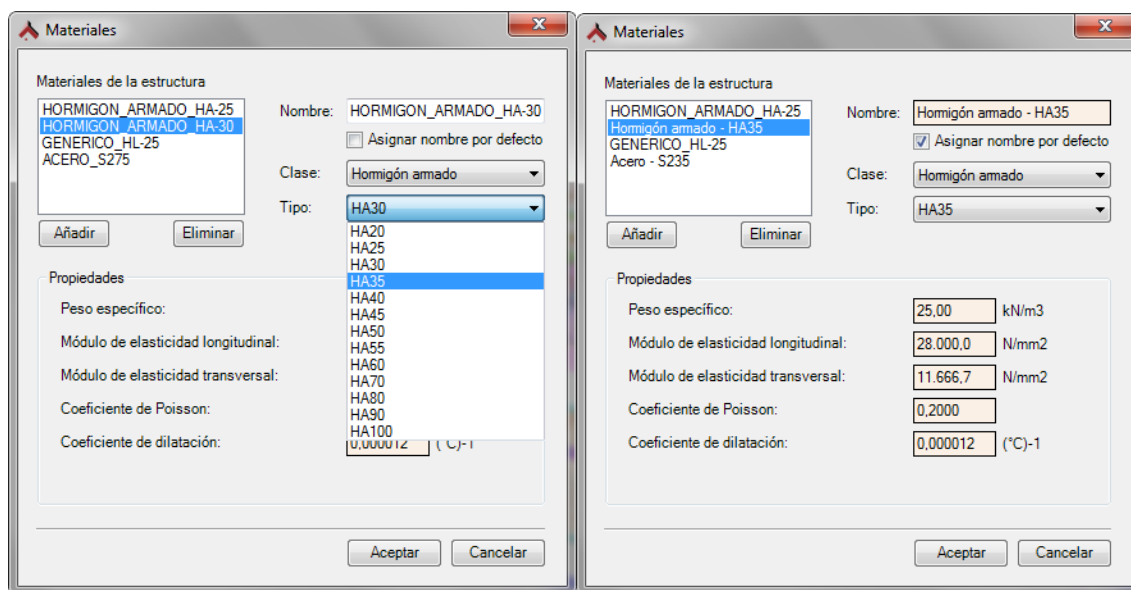 Materiales
Materiales de la estructura
HORMIGON_ARMADO_HA-25
HORMIGON_ARMADO_HA-30
GENERICO_HL-25
ACERO_S275
Nombre: HORMIGON_ARMADO_HA-30
Asignar nombre por defecto
Clase: Hormigón armado
Tipo: HA30
HA20
HA25
HA30
HA35
HA40
HA45
HA50
HA55
HA60
HA70
HA80
HA90
HA100
Añadir Eliminar
Propiedades
Peso específico:
Módulo de elasticidad longitudinal:
Módulo de elasticidad transversal:
Coeficiente de Poisson:
Coeficiente de dilatación: 0,000012 (°C)-1
Aceptar Cancelar
Materiales
Materiales de la estructura
HORMIGON_ARMADO_HA-25
Hormigón armado - HA35
GENERICO_HL-25
Acero - S235
Nombre: Hormigón armado - HA35
Asignar nombre por defecto
Clase: Hormigón armado
Tipo: HA35
Añadir Eliminar
Propiedades
Peso específico: 25,00 kN/m3
Módulo de elasticidad longitudinal: 28.000,0 N/mm2
Módulo de elasticidad transversal: 11.666,7 N/mm2
Coeficiente de Poisson: 0,2000
Coeficiente de dilatación: 0,000012 (°C)-1
Aceptar Cancelar